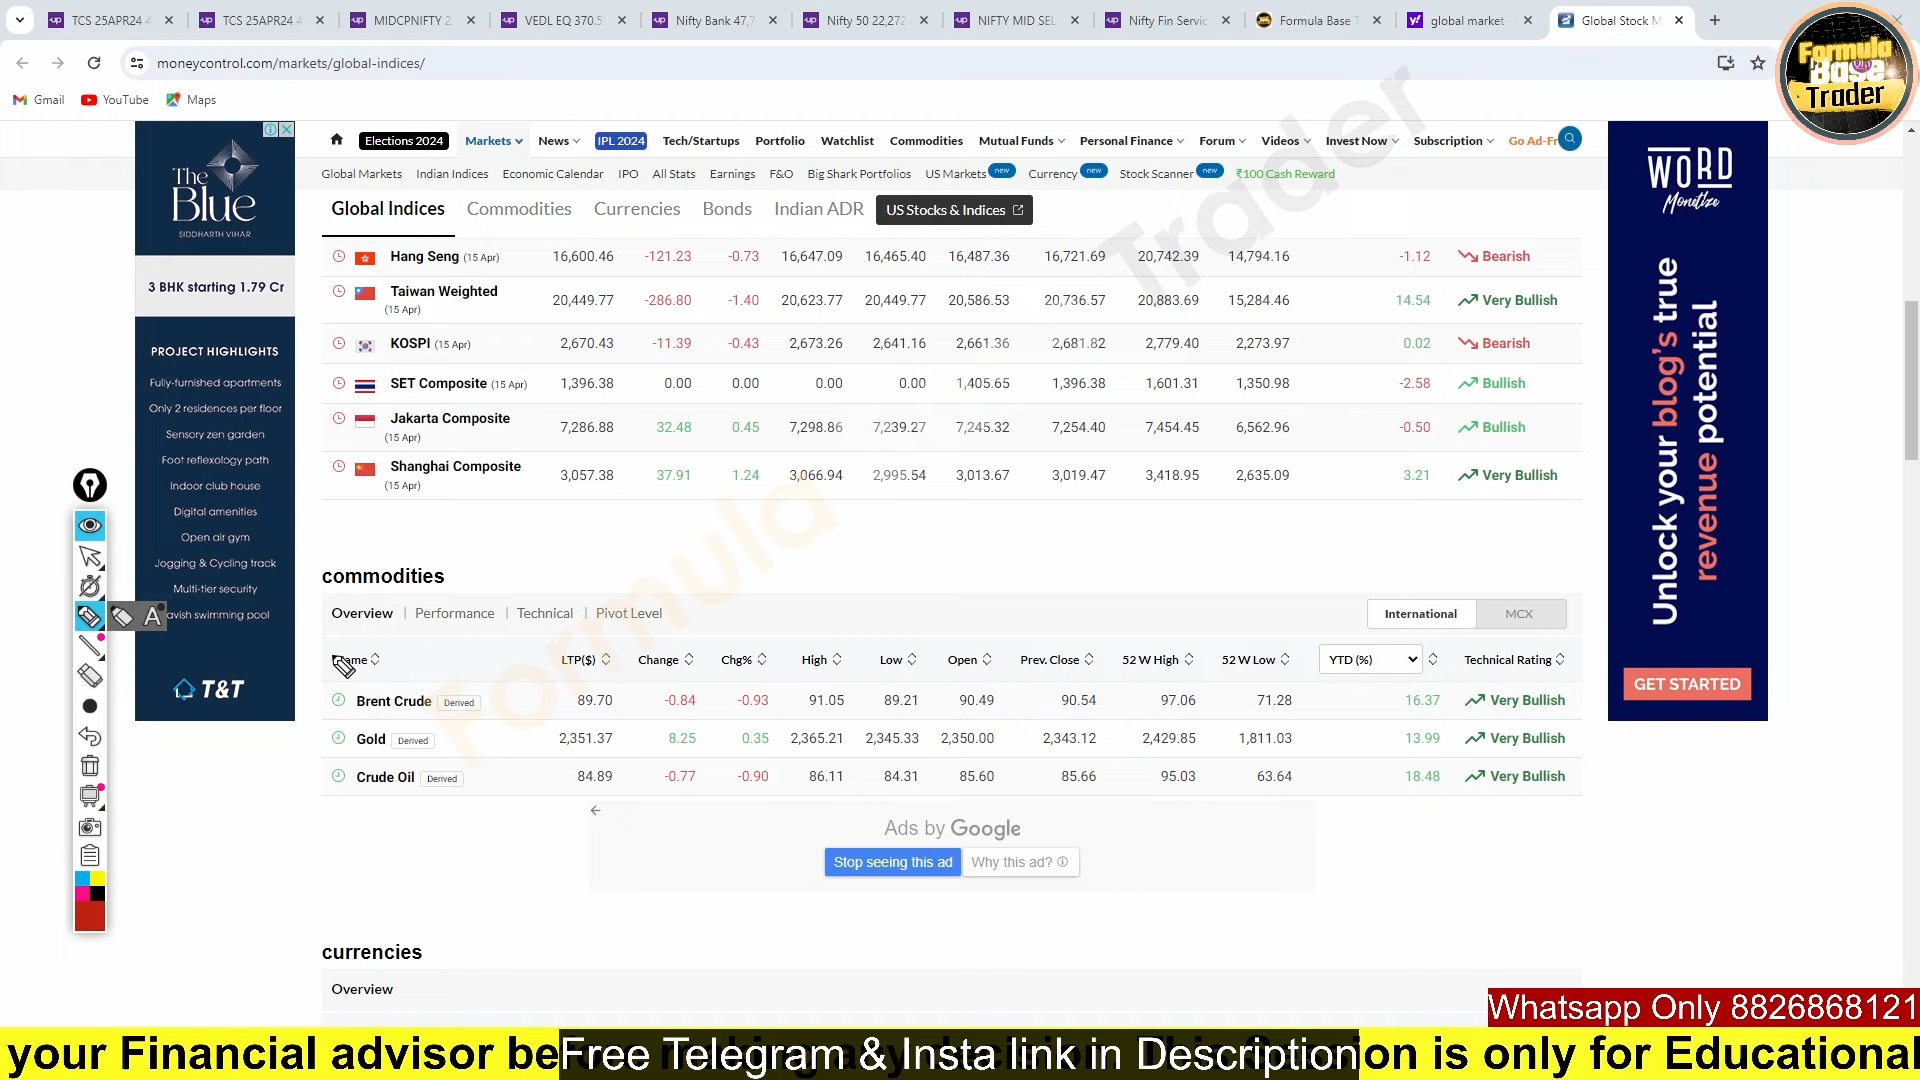 TCS 25APR24 4
TCS 25APR24 4
MIDCPNIFTY 2
VEDL EQ 370.5
Nifty Bank 47,7
Nifty 50 22,272
NIFTY MID SEL
Nifty Fin Servic
Formula Base T
global market
Global Stock M
moneycontrol.com/markets/global-indices/
Gmail YouTube Maps
Formula Base Trader
Elections 2024 Markets News IPL 2024 Tech/Startups Portfolio Watchlist Commodities Mutual Funds Personal Finance Forum Videos Invest Now Subscription Go Ad-Fr
Global Markets Indian Indices Economic Calendar IPO All Stats Earnings F&O Big Shark Portfolios US Markets new Currency new Stock Scanner new ₹100 Cash Reward
Global Indices Commodities Currencies Bonds Indian ADR US Stocks & Indices
Hang Seng (15 Apr) 16,600.46 -121.23 -0.73 16,647.09 16,465.40 16,487.36 16,721.69 20,742.39 14,794.16 -1.12 Bearish
Taiwan Weighted (15 Apr) 20,449.77 -286.80 -1.40 20,623.77 20,449.77 20,586.53 20,736.57 20,883.69 15,284.46 14.54 Very Bullish
KOSPI (15 Apr) 2,670.43 -11.39 -0.43 2,673.26 2,641.16 2,661.36 2,681.82 2,779.40 2,273.97 0.02 Bearish
SET Composite (15 Apr) 1,396.38 0.00 0.00 0.00 0.00 1,405.65 1,396.38 1,601.31 1,350.98 -2.58 Bullish
Jakarta Composite (15 Apr) 7,286.88 32.48 0.45 7,298.86 7,239.27 7,245.32 7,254.40 7,454.45 6,562.96 -0.50 Bullish
Shanghai Composite (15 Apr) 3,057.38 37.91 1.24 3,066.94 2,995.54 3,013.67 3,019.47 3,418.95 2,635.09 3.21 Very Bullish
commodities
Overview | Performance | Technical | Pivot Level International MCX
LTP($) Change Chg% High Low Open Prev. Close 52 W High 52 W Low YTD (%) Technical Rating
Brent Crude Derived 89.70 -0.84 -0.93 91.05 89.21 90.49 90.54 97.06 71.28 16.37 Very Bullish
Gold Derived 2,351.37 8.25 0.35 2,365.21 2,345.33 2,350.00 2,343.12 2,429.85 1,811.03 13.99 Very Bullish
Crude Oil Derived 84.89 -0.77 -0.90 86.11 84.31 85.60 85.66 95.03 63.64 18.48 Very Bullish
Ads by Google
Stop seeing this ad Why this ad?
currencies
Overview
The Blue
SIDDHARTH VIHAR
3 BHK starting 1.79 Cr
PROJECT HIGHLIGHTS
Fully-furnished apartments
Only 2 residences per floor
Sensory zen garden
Foot reflexology path
Indoor club house
Digital amenities
Open air gym
Jogging & Cycling track
Multi-tier security
avish swimming pool
T&T
A
WORD
Monetize
Unlock your blog's true
revenue potential
GET STARTED
Formula
Trader
Whatsapp Only 8826868121
your Financial advisor be
Free Telegram & Insta link in Description
on is only for Educational